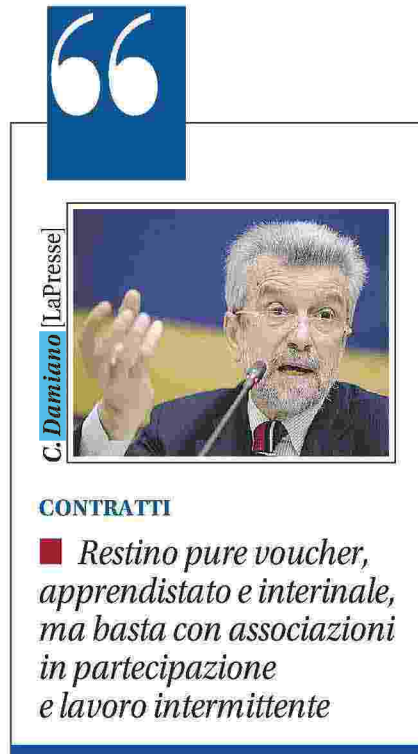 “
C. Damiano [LaPresse]
CONTRATTI
Restino pure voucher,
apprendistato e interinale,
ma basta con associazioni
in partecipazione
e lavoro intermittente